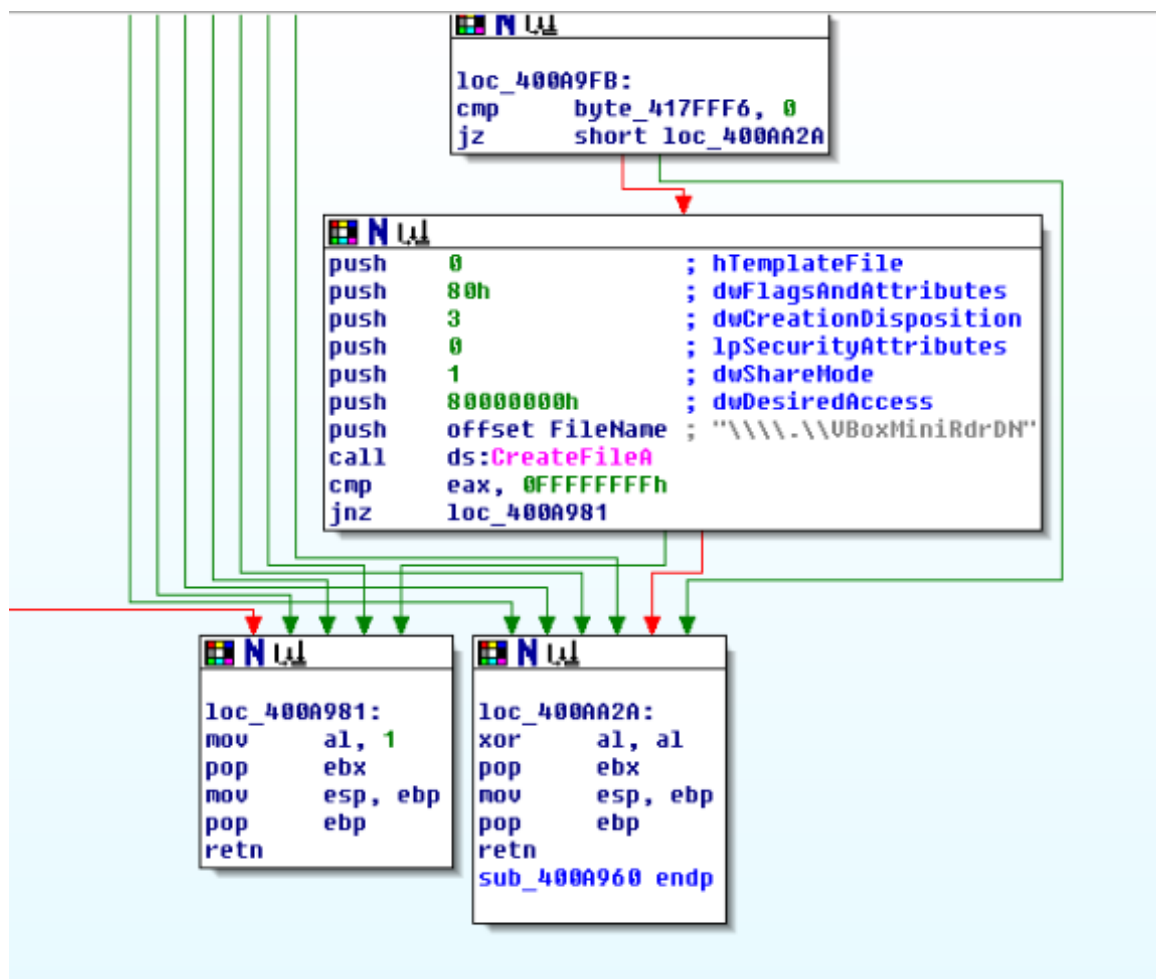 loc_400A9FB:
cmp byte_417FFF6, 0
jz short loc_400AA2A
push 0 ; hTemplateFile
push 80h ; dwFlagsAndAttributes
push 3 ; dwCreationDisposition
push 0 ; lpSecurityAttributes
push 1 ; dwShareMode
push 80000000h ; dwDesiredAccess
push offset FileName ; "\\\\.\\VBoxMiniRdrDN"
call ds:CreateFileA
cmp eax, 0FFFFFFFFh
jnz loc_400A981
loc_400A981:
mov al, 1
pop ebx
mov esp, ebp
pop ebp
retn
loc_400AA2A:
xor al, al
pop ebx
mov esp, ebp
pop ebp
retn
sub_400A960 endp